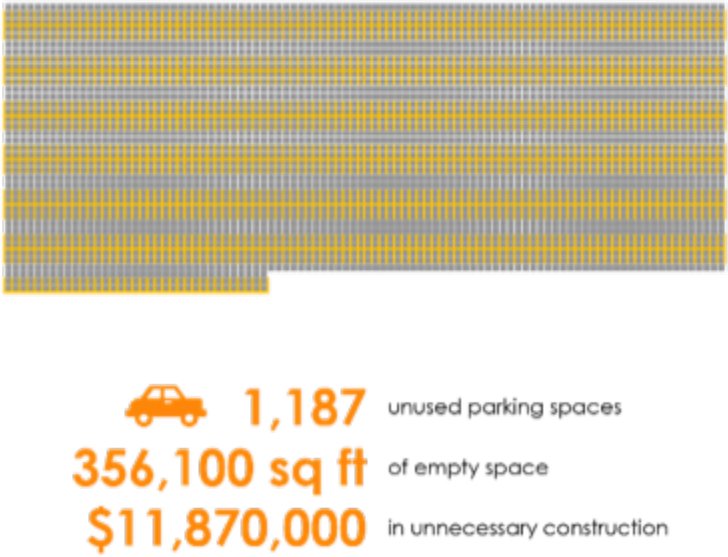 1,187 unused parking spaces
356,100 sq ft of empty space
$11,870,000 in unnecessary construction